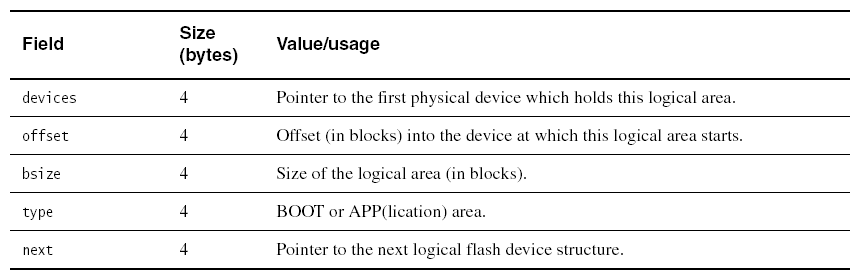 Field Size (bytes) Value/usage
devices 4 Pointer to the first physical device which holds this logical area.
offset 4 Offset (in blocks) into the device at which this logical area starts.
bsize 4 Size of the logical area (in blocks).
type 4 BOOT or APP(lication) area.
next 4 Pointer to the next logical flash device structure.